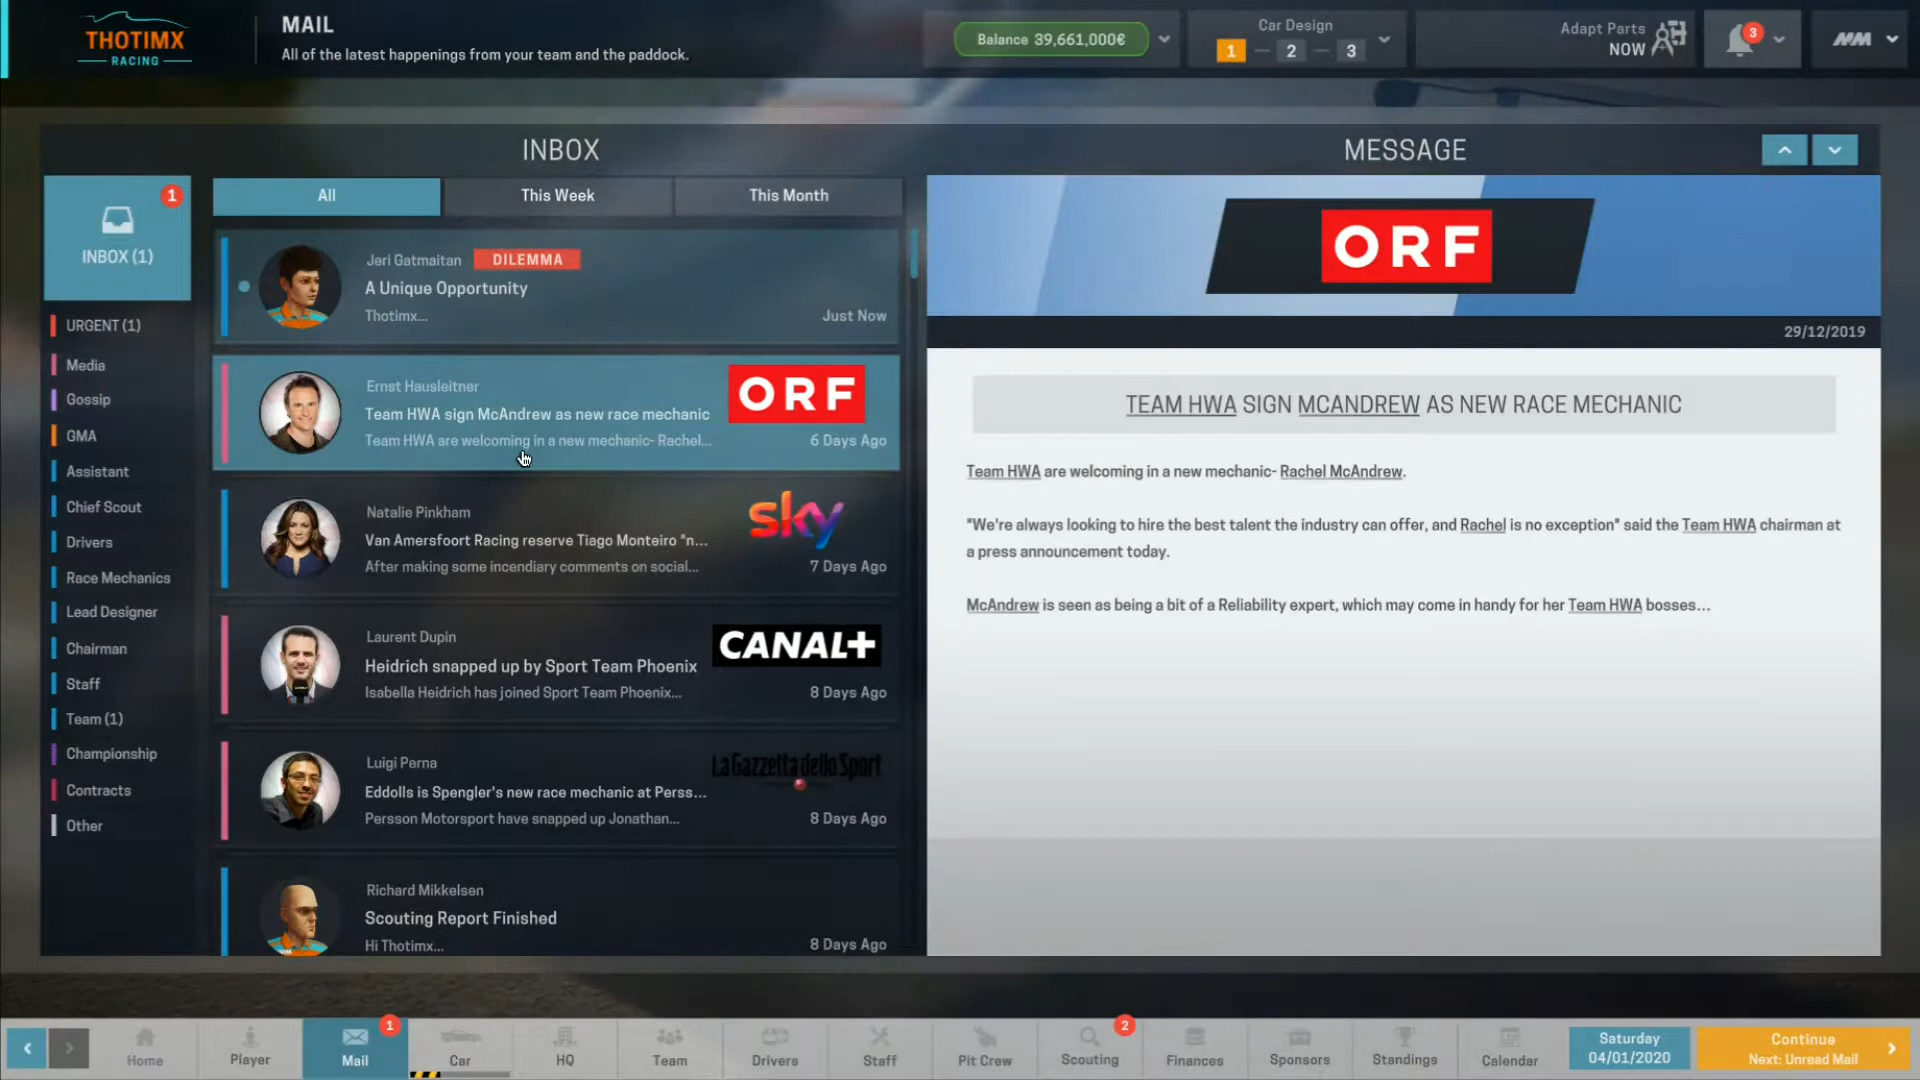 THOTIMX
RACING
MAIL
All of the latest happenings from your team and the paddock.
Balance 39,661,000€
Car Design
1 – 2 – 3
Adapt Parts
NOW
3
INBOX
MESSAGE
1
INBOX (1)
All
This Week
This Month
URGENT (1)
Media
Gossip
GMA
Assistant
Chief Scout
Drivers
Race Mechanics
Lead Designer
Chairman
Staff
Team (1)
Championship
Contracts
Other
Jeri Gatmaitan DILEMMA
A Unique Opportunity
Thotimx...
Just Now
Ernst Hausleitner
ORF
Team HWA sign McAndrew as new race mechanic
Team HWA are welcoming in a new mechanic- Rachel...
6 Days Ago
Natalie Pinkham
sky
Van Amersfoort Racing reserve Tiago Monteiro "n...
After making some incendiary comments on social...
7 Days Ago
Laurent Dupin
CANAL+
Heidrich snapped up by Sport Team Phoenix
Isabella Heidrich has joined Sport Team Phoenix...
8 Days Ago
Luigi Perna
La Gazzetta dello Sport
Eddolls is Spengler's new race mechanic at Perss...
Persson Motorsport have snapped up Jonathan...
8 Days Ago
Richard Mikkelsen
Scouting Report Finished
Hi Thotimx...
8 Days Ago
ORF
29/12/2019
TEAM HWA SIGN MCANDREW AS NEW RACE MECHANIC
Team HWA are welcoming in a new mechanic- Rachel McAndrew.
"We're always looking to hire the best talent the industry can offer, and Rachel is no exception" said the Team HWA chairman at
a press announcement today.
McAndrew is seen as being a bit of a Reliability expert, which may come in handy for her Team HWA bosses...
Home
Player
1
Mail
Car
HQ
Team
Drivers
Staff
Pit Crew
2
Scouting
Finances
Sponsors
Standings
Calendar
Saturday
04/01/2020
Continue
Next: Unread Mail